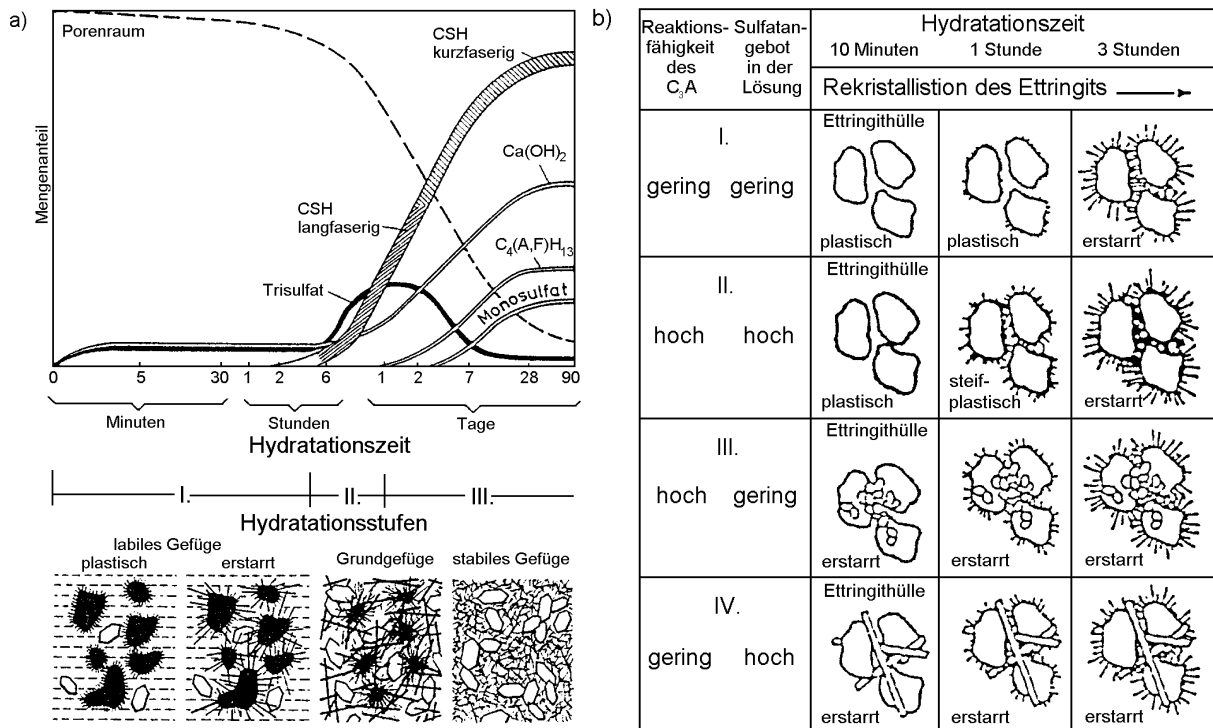 a)
Porenraum
CSH
kurzfaserig
Ca(OH)₂
CSH
langfaserig
C₄(A,F)H₁₃
Trisulfat
Monosulfat
Mengenanteil
0 5 30 1 2 6 1 2 7 28 90
Minuten Stunden Tage
Hydratationszeit
I. II. III.
Hydratationsstufen
labiles Gefüge
plastisch erstarrt Grundgefüge stabiles Gefüge
b)
Reaktions-
fähigkeit
des
C₃A
Sulfatan-
gebot
in der
Lösung
Hydratationszeit
10 Minuten 1 Stunde 3 Stunden
Rekristallistion des Ettringits
I.
gering gering
Ettringithülle
plastisch plastisch erstarrt
II.
hoch hoch
Ettringithülle
plastisch
steif-
plastisch
erstarrt
III.
hoch gering
Ettringithülle
erstarrt erstarrt erstarrt
IV.
gering hoch
Ettringithülle
erstarrt erstarrt erstarrt